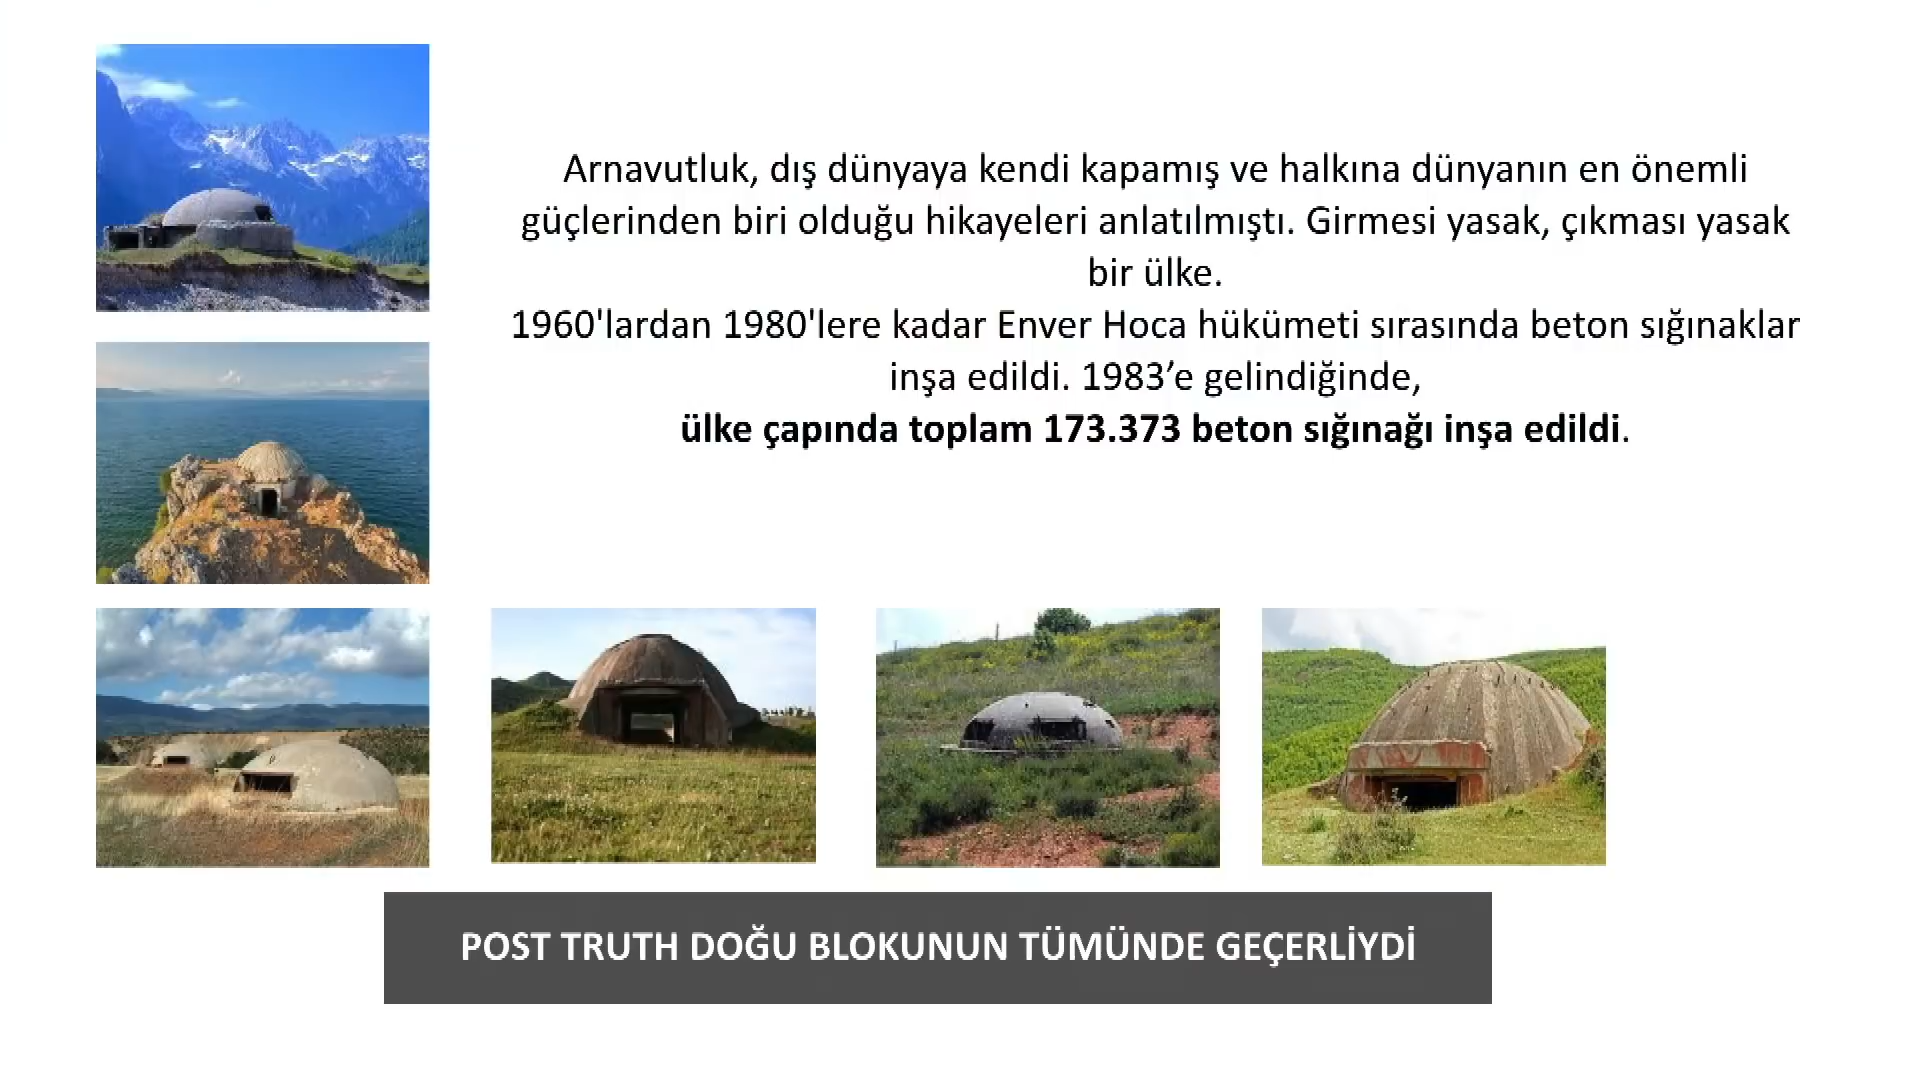 Arnavutluk, dış dünyaya kendi kapamış ve halkına dünyanın en önemli
güçlerinden biri olduğu hikayeleri anlatılmıştı. Girmesi yasak, çıkması yasak
bir ülke.
1960'lardan 1980'lere kadar Enver Hoca hükümeti sırasında beton sığınaklar
inşa edildi. 1983’e gelindiğinde,
ülke çapında toplam 173.373 beton sığınağı inşa edildi.
POST TRUTH DOĞU BLOKUNUN TÜMÜNDE GEÇERLİYDİ